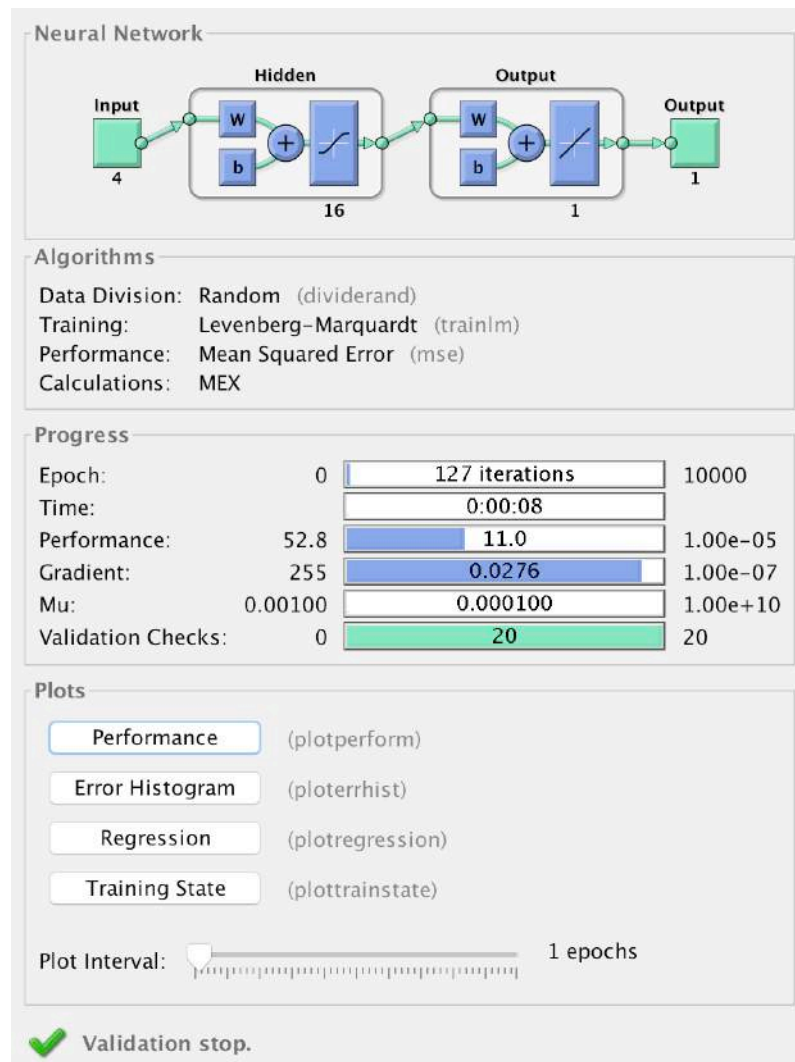 Neural Network
Hidden
Output
Input
Output
W
b
+
W
b
+
4
16
1
1
Algorithms
Data Division: Random (dividerand)
Training: Levenberg-Marquardt (trainlm)
Performance: Mean Squared Error (mse)
Calculations: MEX
Progress
Epoch: 0 127 iterations 10000
Time: 0:00:08
Performance: 52.8 11.0 1.00e-05
Gradient: 255 0.0276 1.00e-07
Mu: 0.00100 0.000100 1.00e+10
Validation Checks: 0 20 20
Plots
Performance (plotperform)
Error Histogram (ploterrhist)
Regression (plotregression)
Training State (plottrainstate)
Plot Interval: 1 epochs
Validation stop.